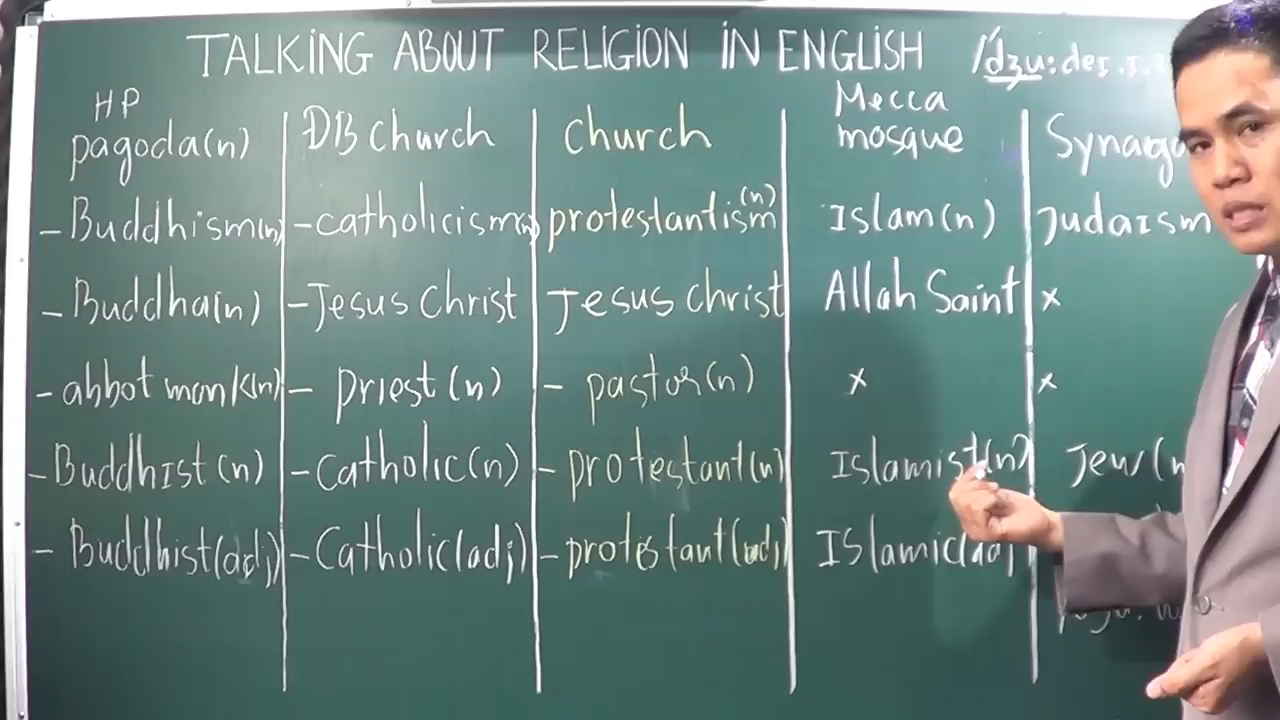 TALKING ABOUT RELIGION IN ENGLISH
HP
pagoda(n)
- Buddhism(n)
- Buddha(n)
- abbot monk(n)
- Buddhist (n)
- Buddhist(adj)
ĐB Church
- catholicism(n)
- Jesus Christ
- Priest (n)
- Catholic(n)
- Catholic(adj)
Church
protestantism (n)
Jesus Christ
- pastor(n)
- protestant(n)
- protestant(adj)
Mecca
mosque
Islam(n)
Allah Saint
x
Islamist(n)
Islamic(adj
Synago
Judaism
x
x
Jew(n